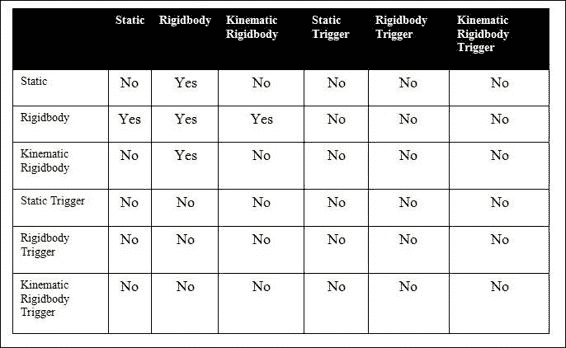 Static Rigidbody Kinematic Rigidbody Static Trigger Rigidbody Trigger Kinematic Rigidbody Trigger
Static No Yes No No No No
Rigidbody Yes Yes Yes No No No
Kinematic Rigidbody No Yes No No No No
Static Trigger No No No No No No
Rigidbody Trigger No No No No No No
Kinematic Rigidbody Trigger No No No No No No